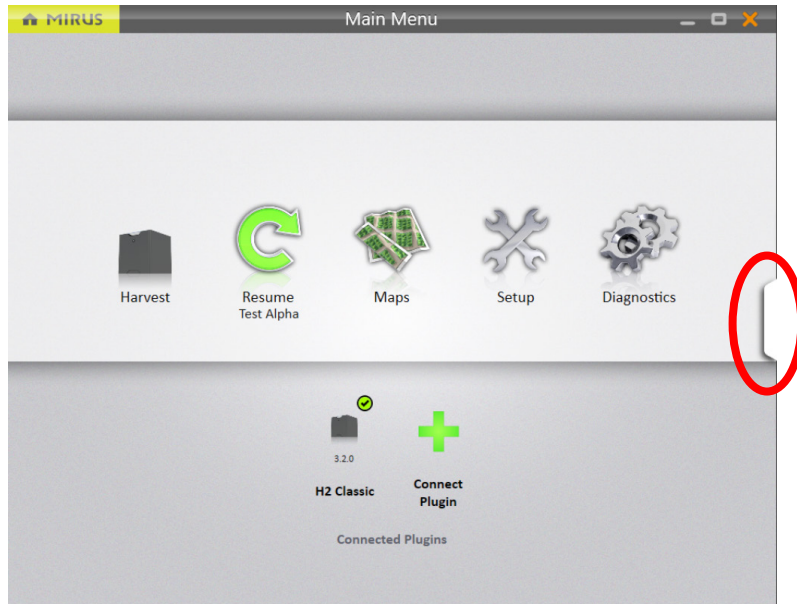 MIRUS
Main Menu
Harvest
Resume
Test Alpha
Maps
Setup
Diagnostics
3.2.0
H2 Classic
Connect
Plugin
Connected Plugins